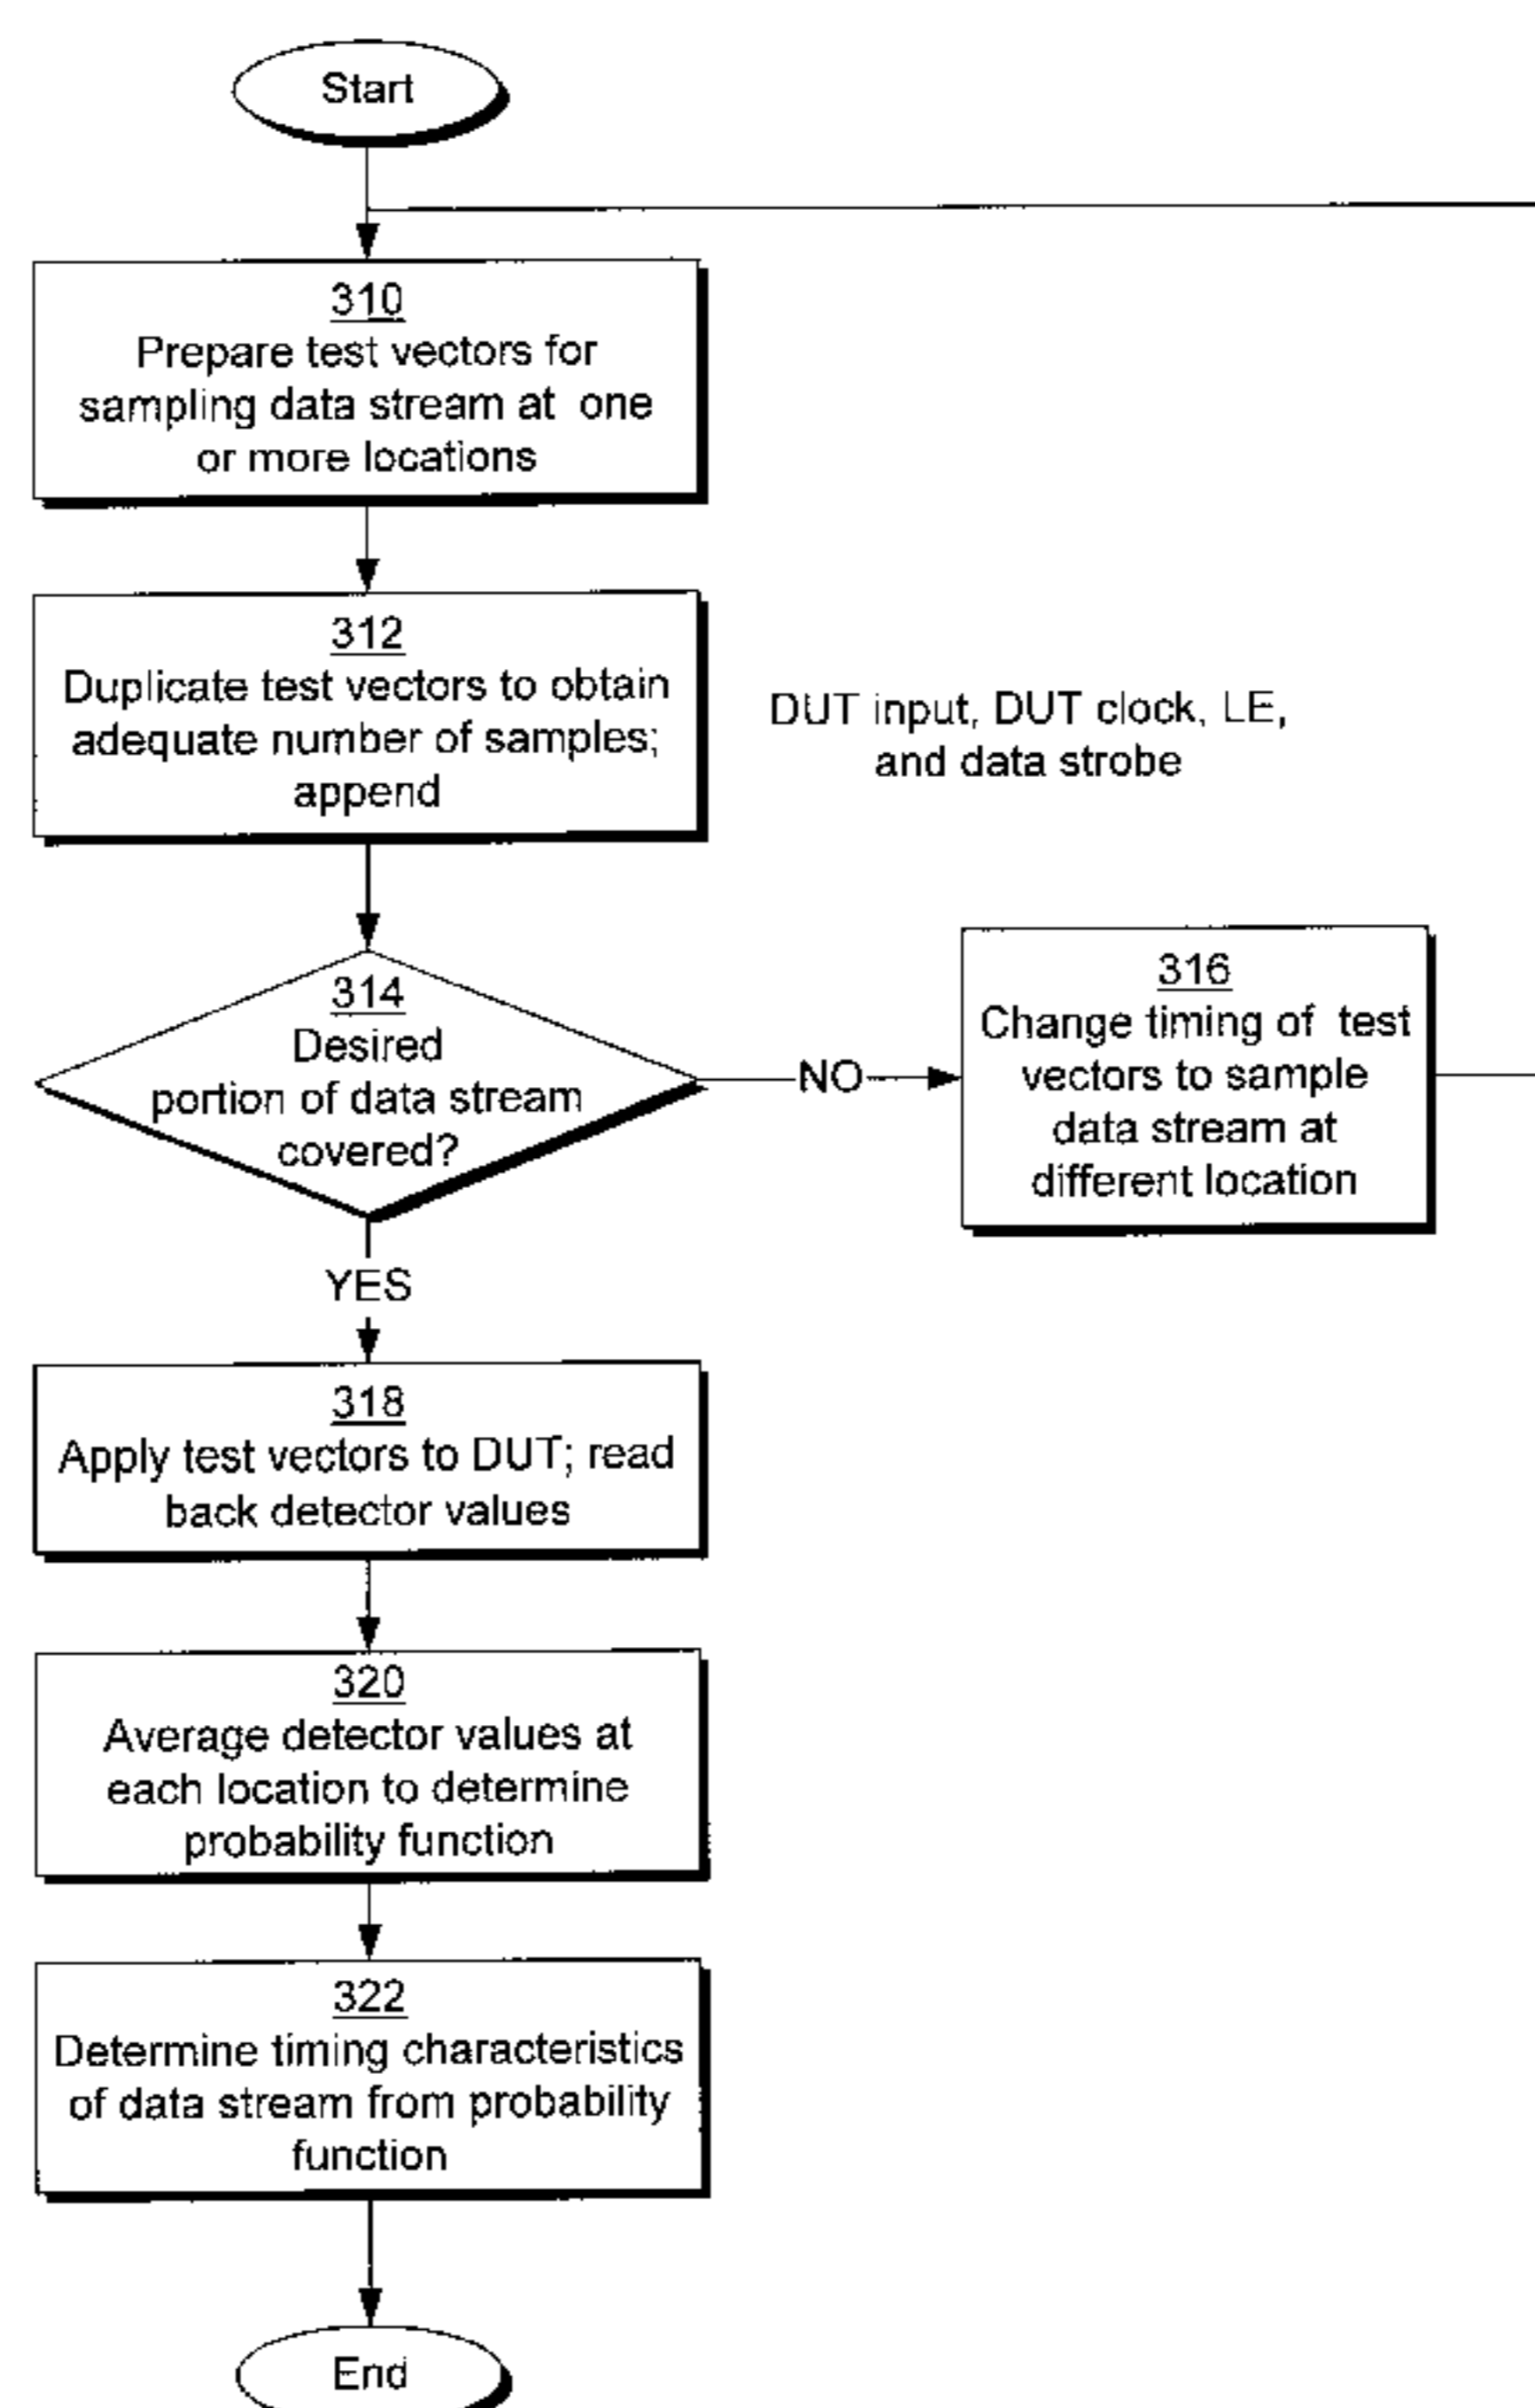 Start
310
Prepare test vectors for
sampling data stream at one
or more locations
312
Duplicate test vectors to obtain
adequate number of samples;
append
DUT input, DUT clock, LE,
and data strobe
314
Desired
portion of data stream
covered?
NO
316
Change timing of test
vectors to sample
data stream at
different location
YES
318
Apply test vectors to DUT; read
back detector values
320
Average detector values at
each location to determine
probability function
322
Determine timing characteristics
of data stream from probability
function
End